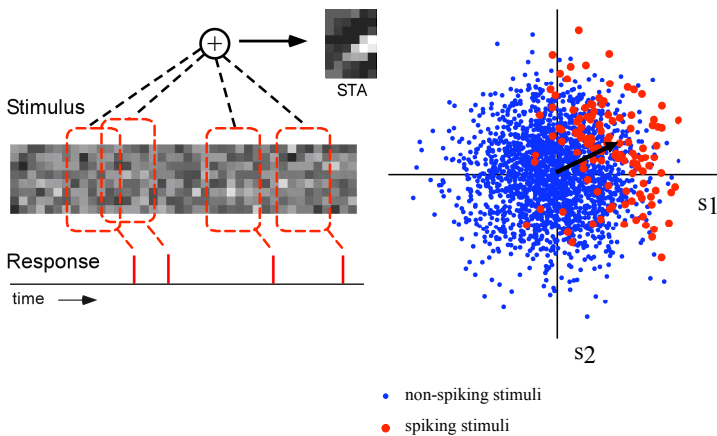 +
STA
Stimulus
Response
time
s1
s2
non-spiking stimuli
spiking stimuli